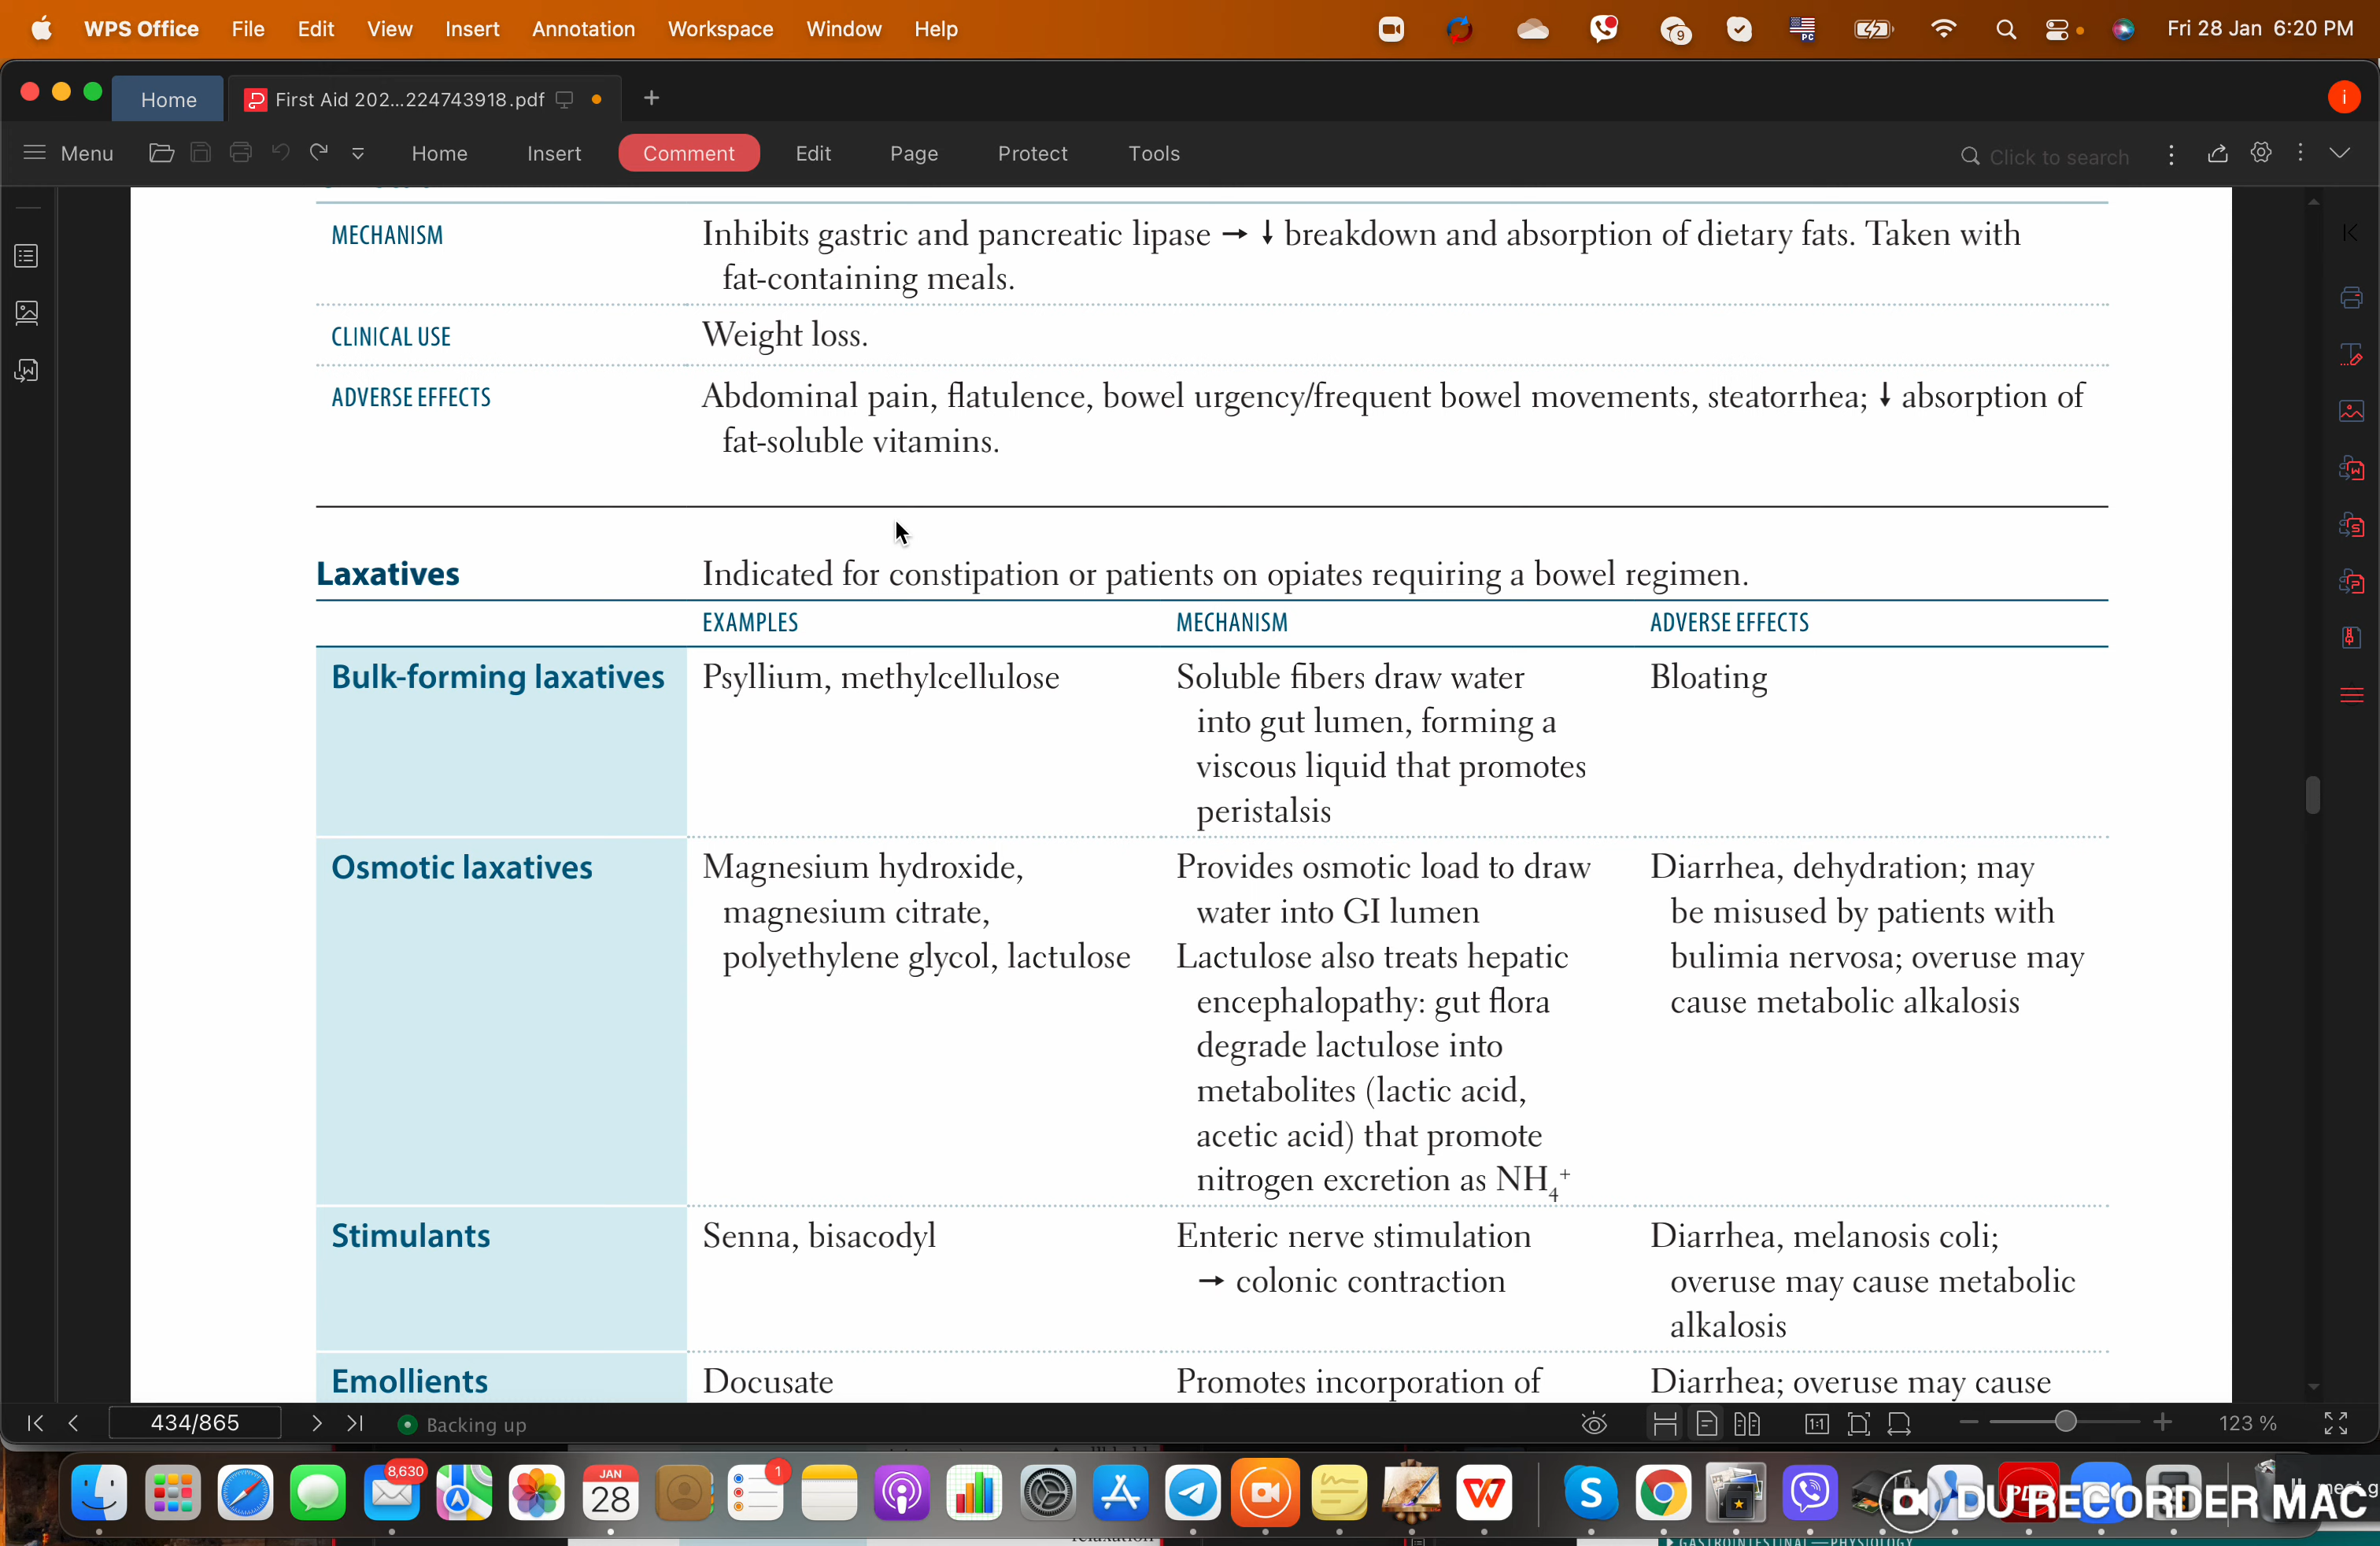 WPS Office File Edit View Insert Annotation Workspace Window Help 9 PC Fri 28 Jan 6:20 PM
Home First Aid 202...224743918.pdf + i
Menu Home Insert Comment Edit Page Protect Tools Click to search
MECHANISM Inhibits gastric and pancreatic lipase → ↓ breakdown and absorption of dietary fats. Taken with
fat-containing meals.
CLINICAL USE Weight loss.
ADVERSE EFFECTS Abdominal pain, flatulence, bowel urgency/frequent bowel movements, steatorrhea; ↓ absorption of
fat-soluble vitamins.
Laxatives Indicated for constipation or patients on opiates requiring a bowel regimen.
EXAMPLES MECHANISM ADVERSE EFFECTS
Bulk-forming laxatives Psyllium, methylcellulose Soluble fibers draw water Bloating
into gut lumen, forming a
viscous liquid that promotes
peristalsis
Osmotic laxatives Magnesium hydroxide, Provides osmotic load to draw Diarrhea, dehydration; may
magnesium citrate, water into GI lumen be misused by patients with
polyethylene glycol, lactulose Lactulose also treats hepatic bulimia nervosa; overuse may
encephalopathy: gut flora cause metabolic alkalosis
degrade lactulose into
metabolites (lactic acid,
acetic acid) that promote
nitrogen excretion as NH₄⁺
Stimulants Senna, bisacodyl Enteric nerve stimulation Diarrhea, melanosis coli;
→ colonic contraction overuse may cause metabolic
alkalosis
Emollients Docusate Promotes incorporation of Diarrhea; overuse may cause
434/865 Backing up 1:1 123 %
8,630 JAN 28 1
DU RECORDER MAC
GASTROINTESTINAL—PHYSIOLOGY